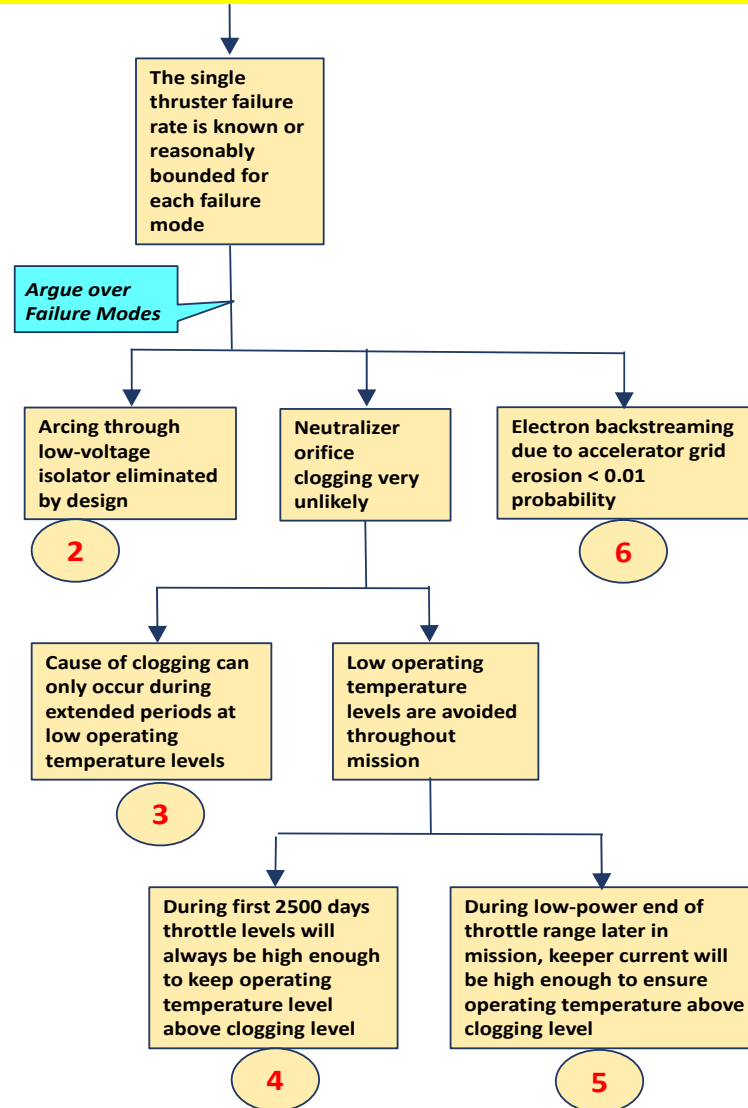 The single
thruster failure
rate is known or
reasonably
bounded for
each failure
mode
Argue over
Failure Modes
Arcing through
low-voltage
isolator eliminated
by design
2
Neutralizer
orifice
clogging very
unlikely
Electron backstreaming
due to accelerator grid
erosion < 0.01
probability
6
Cause of clogging can
only occur during
extended periods at
low operating
temperature levels
3
Low operating
temperature
levels are avoided
throughout
mission
During first 2500 days
throttle levels will
always be high enough
to keep operating
temperature level
above clogging level
4
During low-power end of
throttle range later in
mission, keeper current will
be high enough to ensure
operating temperature above
clogging level
5